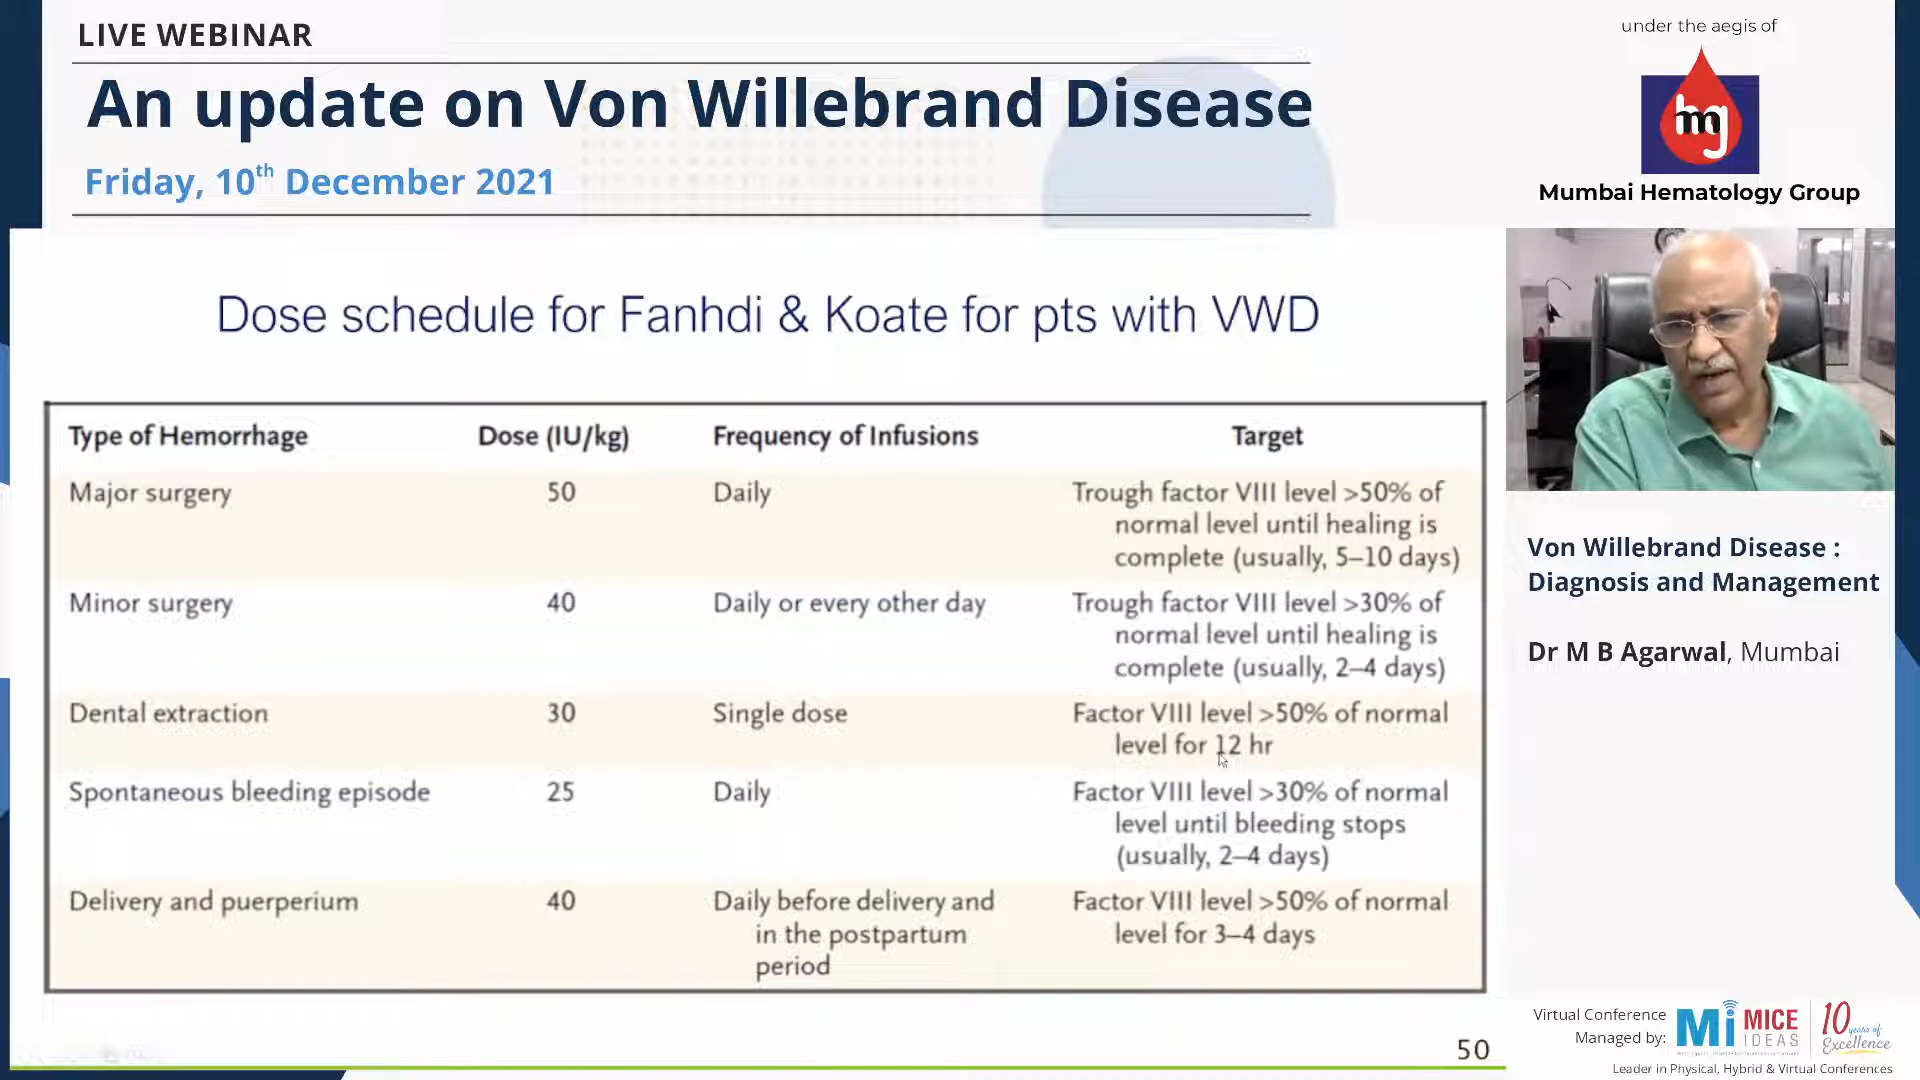 LIVE WEBINAR
An update on Von Willebrand Disease
Friday, 10th December 2021
under the aegis of
hmg
Mumbai Hematology Group
Dose schedule for Fanhdi & Koate for pts with VWD
Type of Hemorrhage Dose (IU/kg) Frequency of Infusions Target
Major surgery 50 Daily Trough factor VIII level >50% of
normal level until healing is
complete (usually, 5–10 days)
Minor surgery 40 Daily or every other day Trough factor VIII level >30% of
normal level until healing is
complete (usually, 2–4 days)
Dental extraction 30 Single dose Factor VIII level >50% of normal
level for 12 hr
Spontaneous bleeding episode 25 Daily Factor VIII level >30% of normal
level until bleeding stops
(usually, 2–4 days)
Delivery and puerperium 40 Daily before delivery and Factor VIII level >50% of normal
in the postpartum level for 3–4 days
period
50
Von Willebrand Disease :
Diagnosis and Management
Dr M B Agarwal, Mumbai
Virtual Conference
Managed by:
Mi MICE
IDEAS
10 years of
Excellence
Leader in Physical, Hybrid & Virtual Conferences